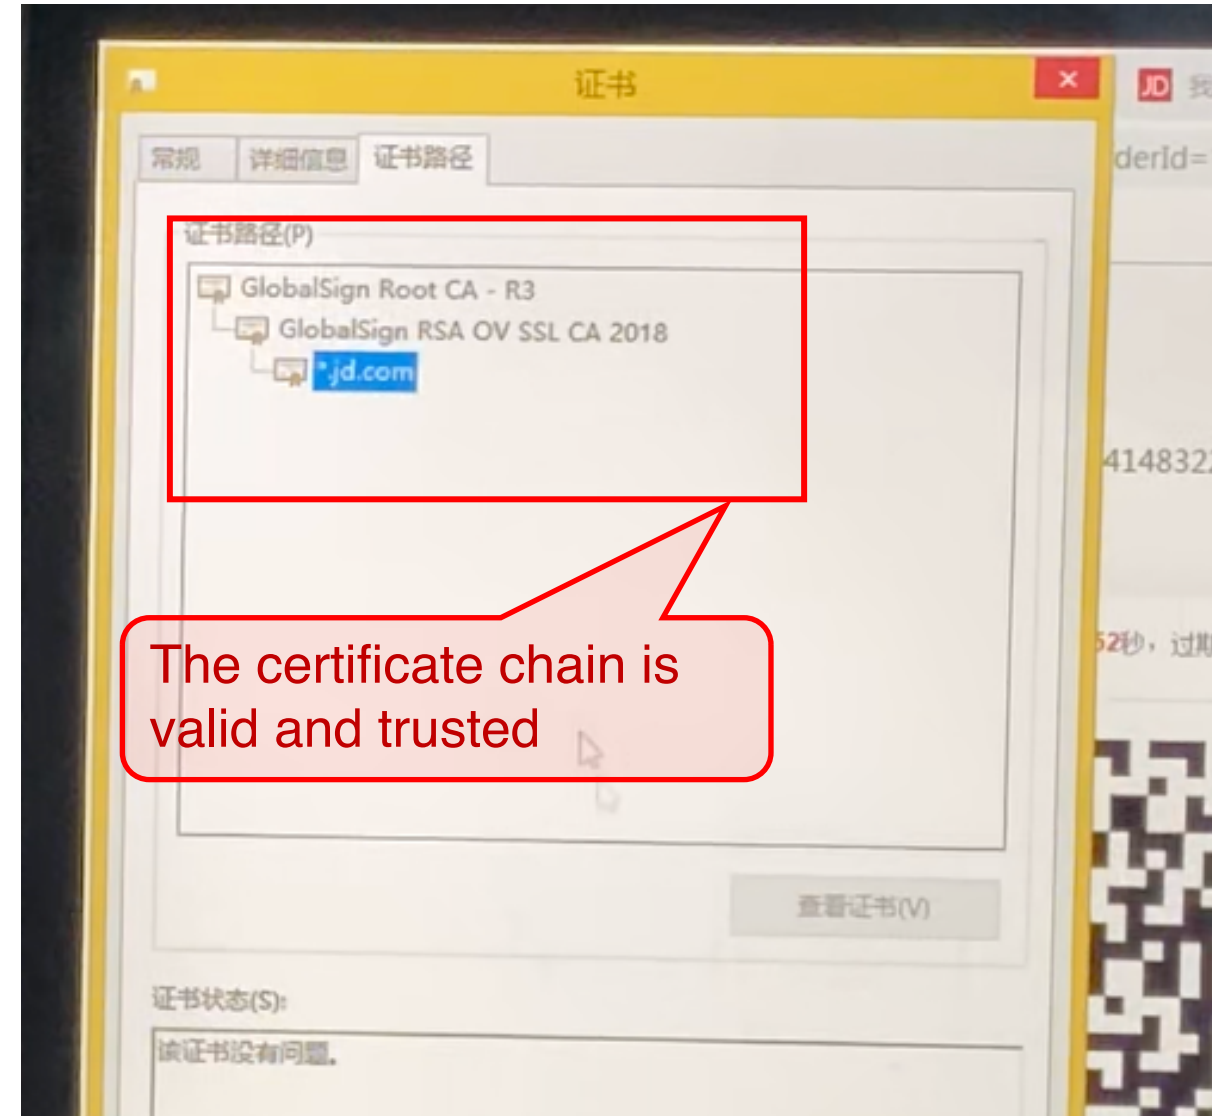 证书
JD 我
常规 详细信息 证书路径
derId=
证书路径(P)
GlobalSign Root CA - R3
GlobalSign RSA OV SSL CA 2018
*.jd.com
414832
The certificate chain is
valid and trusted
52秒，过期
查看证书(V)
证书状态(S):
该证书没有问题。